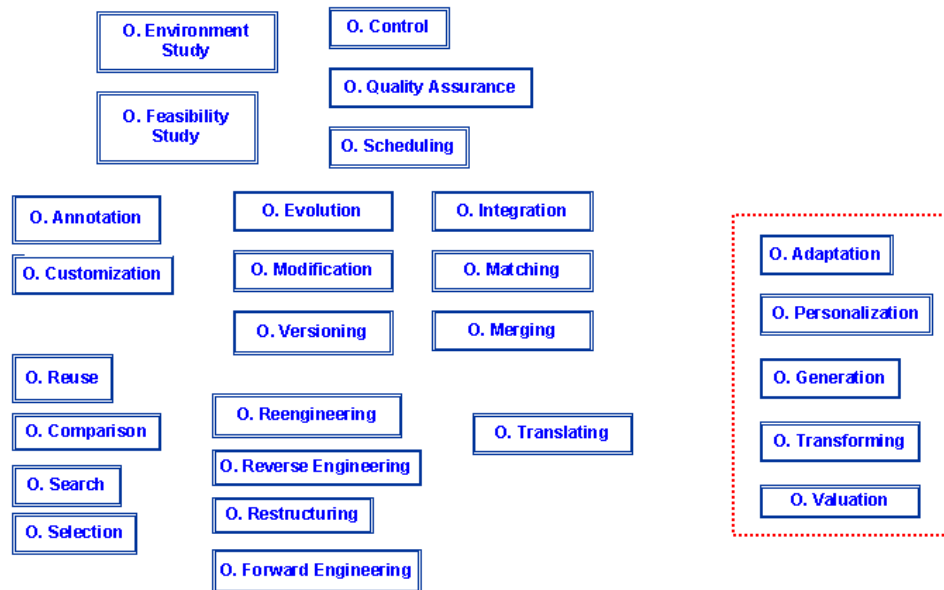 O. Environment
Study
O. Control
O. Quality Assurance
O. Feasibility
Study
O. Scheduling
O. Annotation
O. Evolution
O. Integration
O. Customization
O. Modification
O. Matching
O. Versioning
O. Merging
O. Adaptation
O. Personalization
O. Generation
O. Transforming
O. Valuation
O. Reuse
O. Comparison
O. Search
O. Selection
O. Reengineering
O. Reverse Engineering
O. Restructuring
O. Forward Engineering
O. Translating